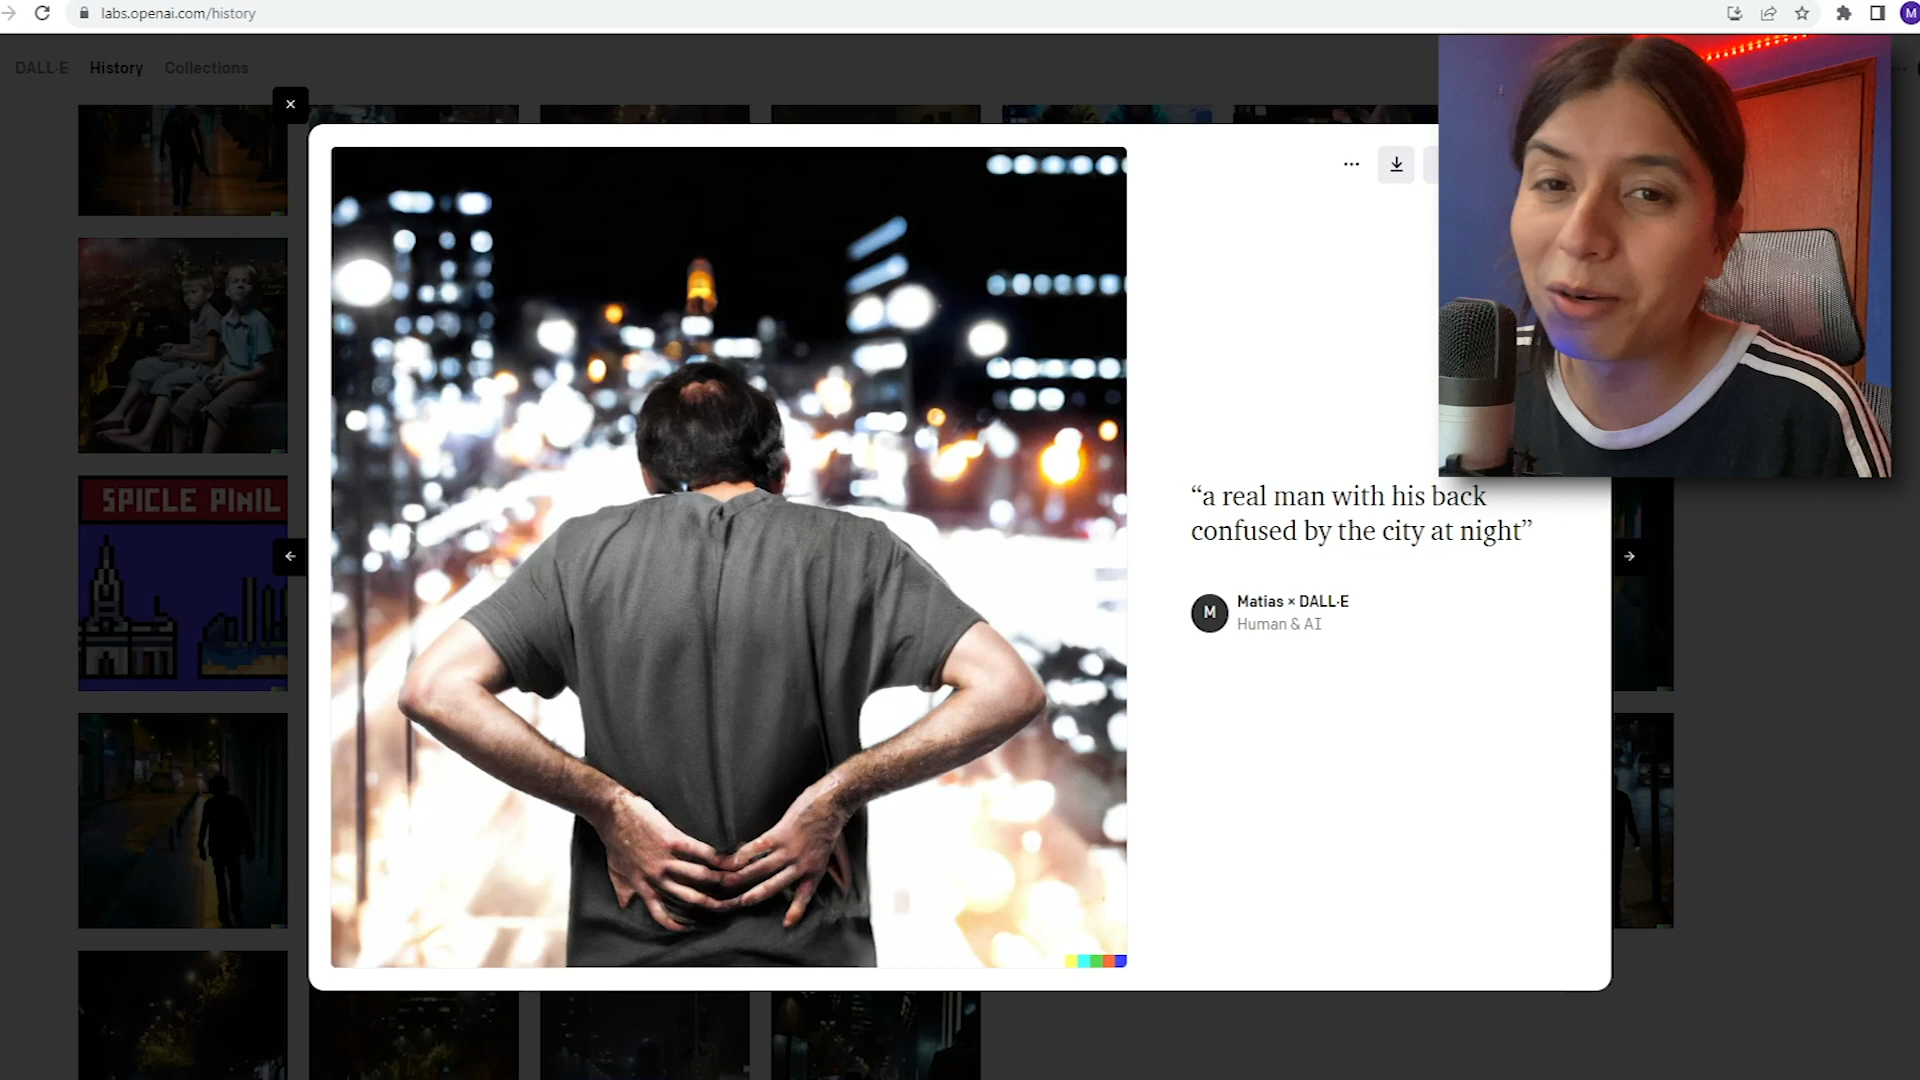 labs.openai.com/history
M
DALL·E History Collections
SPICLE PINIL
“a real man with his back
confused by the city at night”
M
Matias × DALL·E
Human & AI